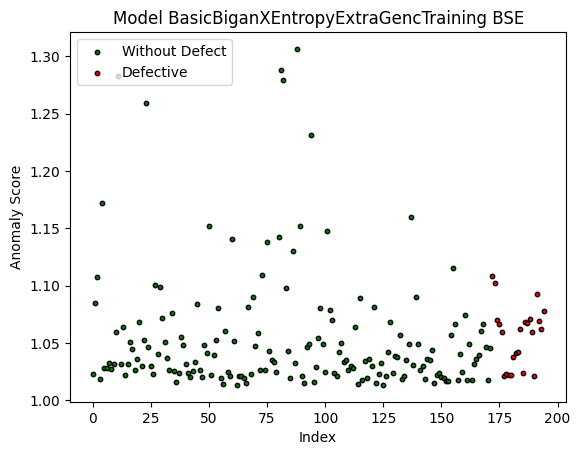 Model BasicBiganXEntropyExtraGencTraining BSE
Without Defect
Defective
1.30
1.25
1.20
1.15
1.10
1.05
1.00
Anomaly Score
0 25 50 75 100 125 150 175 200
Index